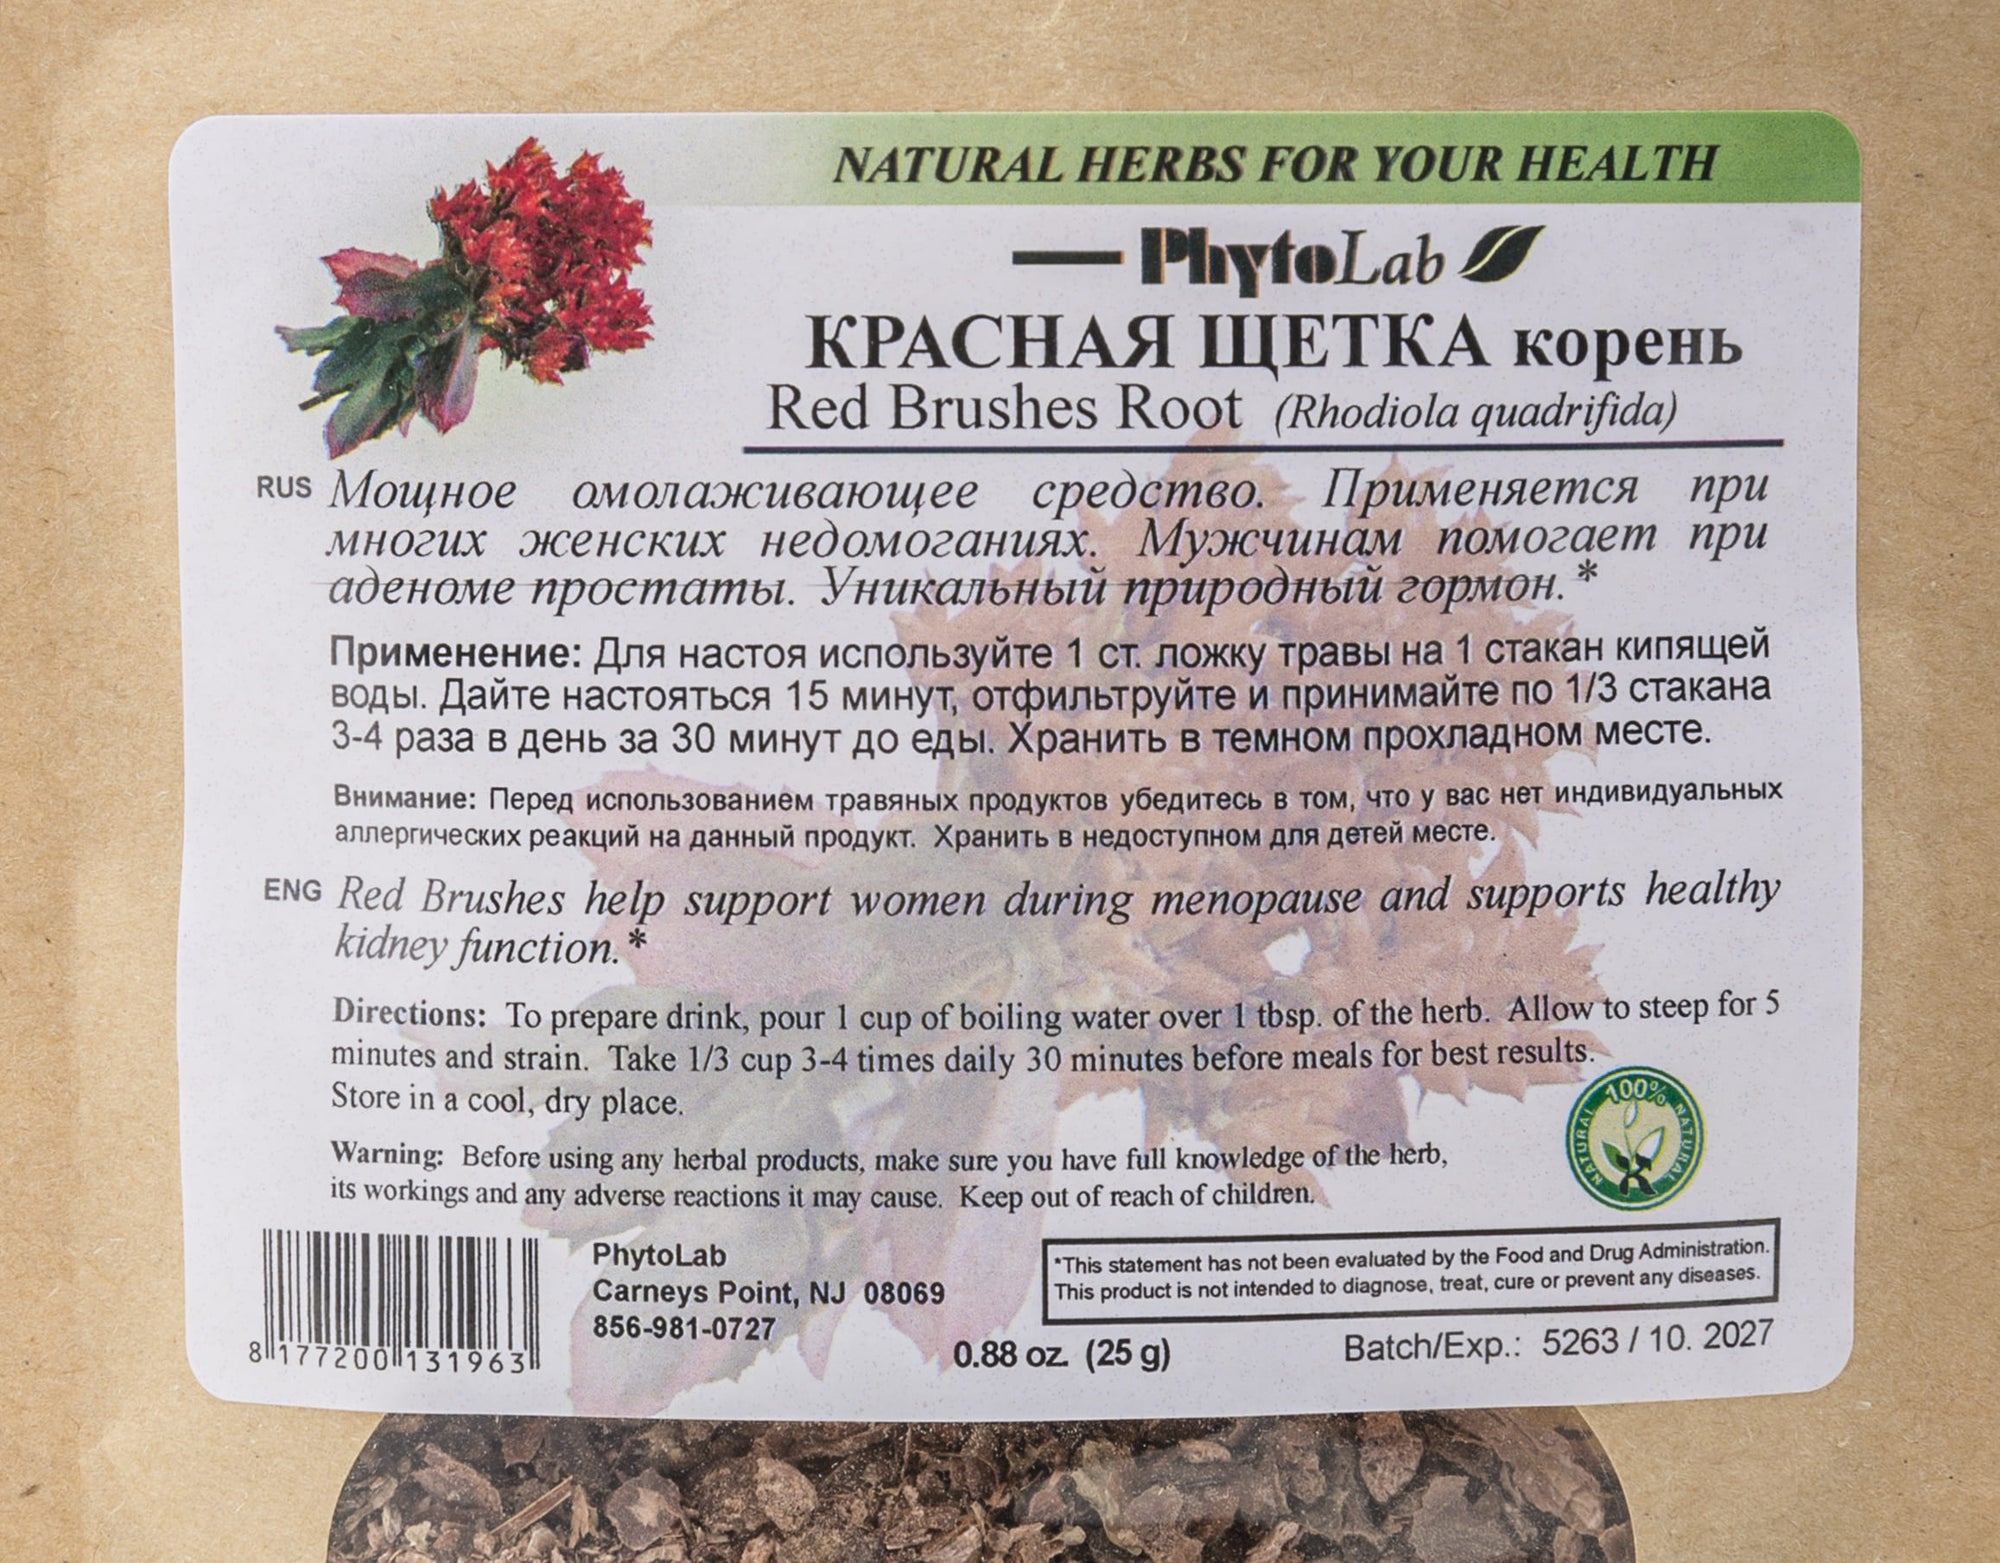 NATURAL HERBS FOR YOUR HEALTH
PhytoLab
КРАСНАЯ ЩЕТКА корень
Red Brushes Root (Rhodiola quadrifida)
RUS Мощное омолаживающее средство. Применяется при
многих женских недомоганиях. Мужчинам помогает при
аденоме простаты. Уникальный природный гормон.*
Применение: Для настоя используйте 1 ст. ложку травы на 1 стакан кипящей
воды. Дайте настояться 15 минут, отфильтруйте и принимайте по 1/3 стакана
3-4 раза в день за 30 минут до еды. Хранить в темном прохладном месте.
Внимание: Перед использованием травяных продуктов убедитесь в том, что у вас нет индивидуальных
аллергических реакций на данный продукт. Хранить в недоступном для детей месте.
ENG Red Brushes help support women during menopause and supports healthy
kidney function.*
Directions: To prepare drink, pour 1 cup of boiling water over 1 tbsp. of the herb. Allow to steep for 5
minutes and strain. Take 1/3 cup 3-4 times daily 30 minutes before meals for best results.
Store in a cool, dry place.
100% NATURAL NATURAL
Warning: Before using any herbal products, make sure you have full knowledge of the herb,
its workings and any adverse reactions it may cause. Keep out of reach of children.
PhytoLab
Carneys Point, NJ 08069
856-981-0727
*This statement has not been evaluated by the Food and Drug Administration.
This product is not intended to diagnose, treat, cure or prevent any diseases.
8 177200 131963
0.88 oz. (25 g)
Batch/Exp.: 5263 / 10. 2027